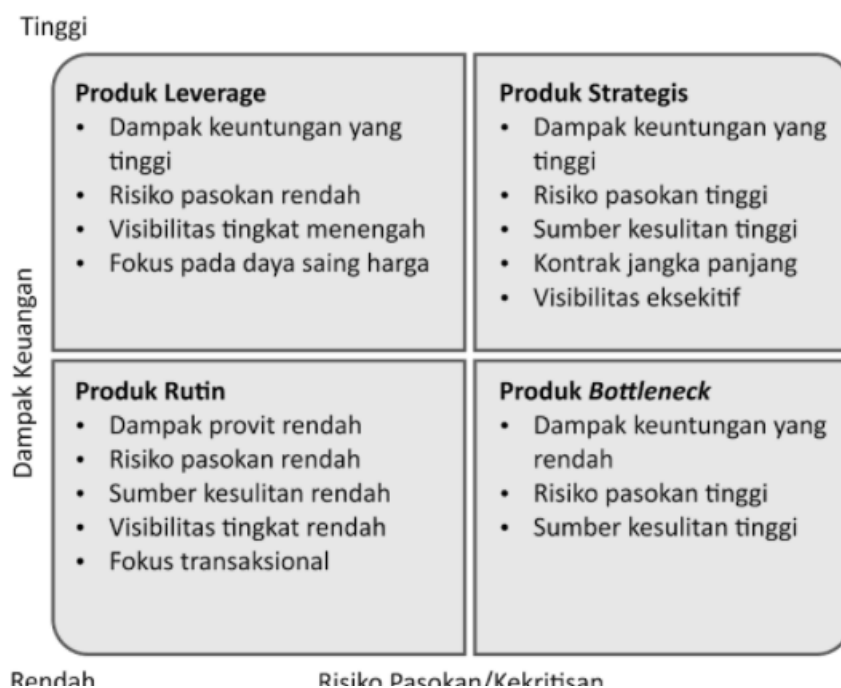 Tinggi
Produk Leverage
• Dampak keuntungan yang
tinggi
• Risiko pasokan rendah
• Visibilitas tingkat menengah
• Fokus pada daya saing harga
Produk Strategis
• Dampak keuntungan yang
tinggi
• Risiko pasokan tinggi
• Sumber kesulitan tinggi
• Kontrak jangka panjang
• Visibilitas eksekitif
Dampak Keuangan
Produk Rutin
• Dampak provit rendah
• Risiko pasokan rendah
• Sumber kesulitan rendah
• Visibilitas tingkat rendah
• Fokus transaksional
Produk Bottleneck
• Dampak keuntungan yang
rendah
• Risiko pasokan tinggi
• Sumber kesulitan tinggi
Rendah
Risiko Pasokan/Kekritisan